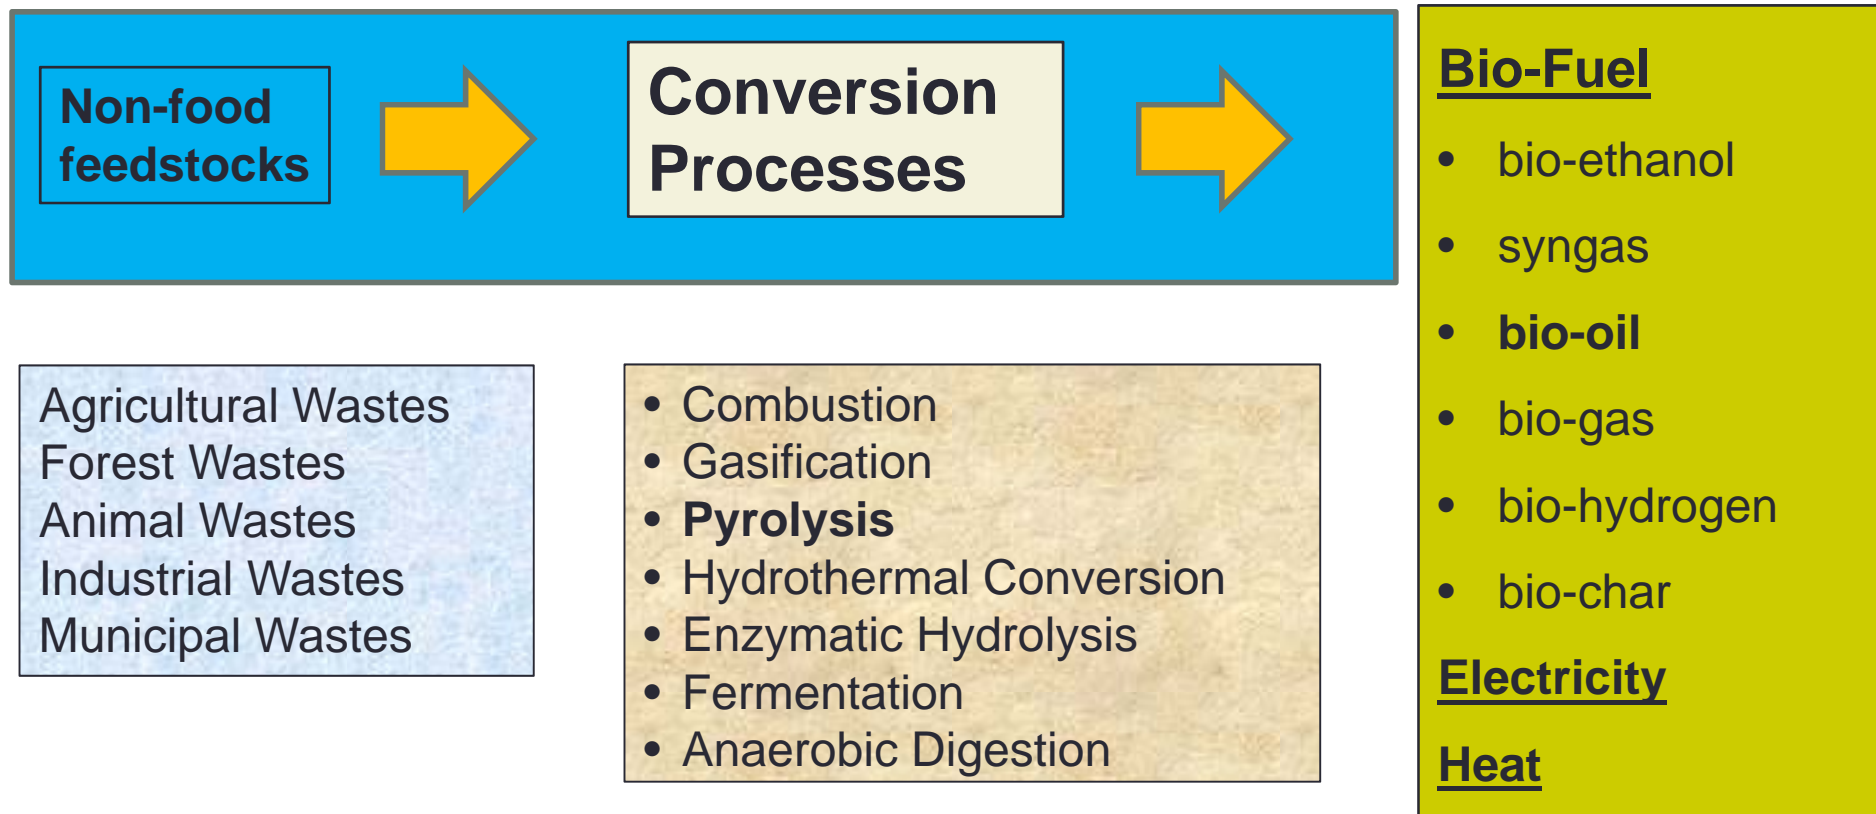 Non-food
feedstocks
Conversion
Processes
Agricultural Wastes
Forest Wastes
Animal Wastes
Industrial Wastes
Municipal Wastes
• Combustion
• Gasification
• Pyrolysis
• Hydrothermal Conversion
• Enzymatic Hydrolysis
• Fermentation
• Anaerobic Digestion
Bio-Fuel
• bio-ethanol
• syngas
• bio-oil
• bio-gas
• bio-hydrogen
• bio-char
Electricity
Heat